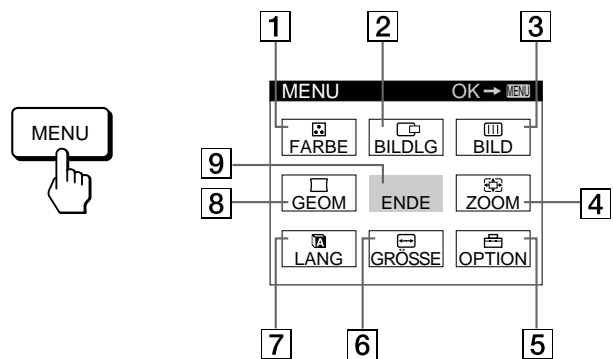 1 2 3
MENU
MENU OK → MENU
FARBE BILDLG BILD
9
GEOM ENDE ZOOM
8 4
LANG GRÖSSE OPTION
7 6 5